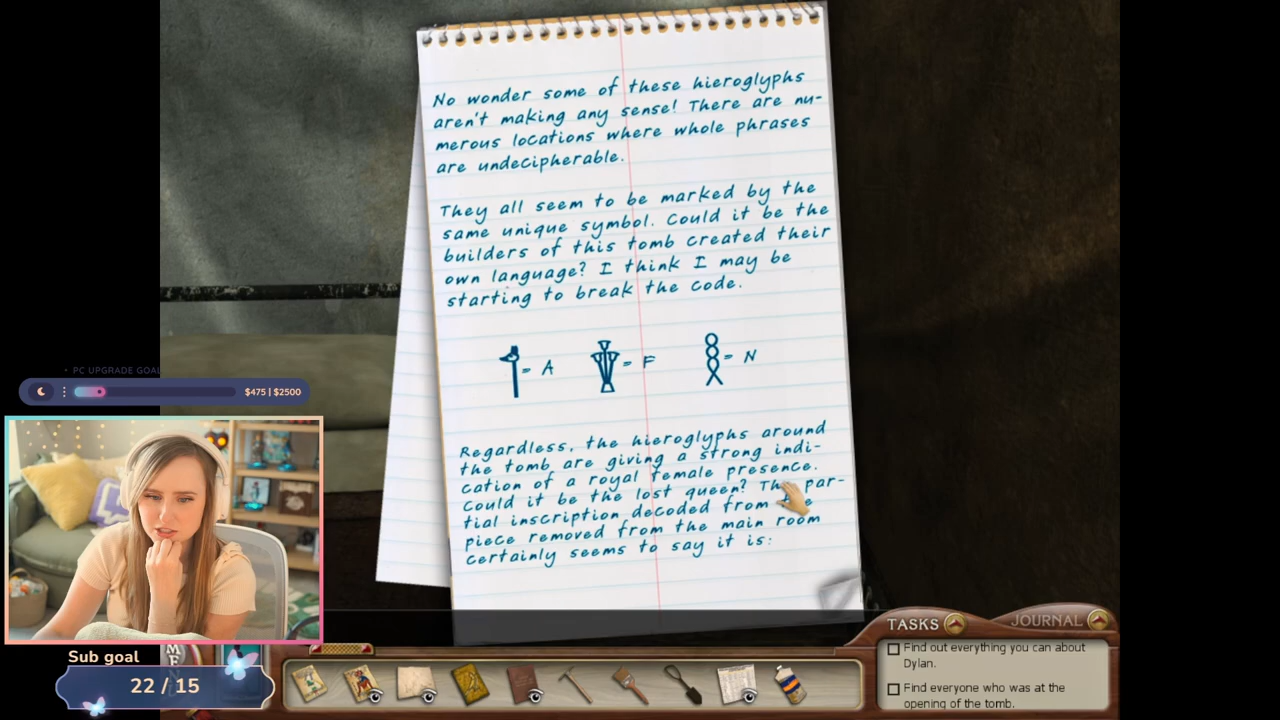 No wonder some of these hieroglyphs
aren't making any sense! There are nu-
merous locations where whole phrases
are undecipherable.
They all seem to be marked by the
same unique symbol. Could it be the
builders of this tomb created their
own language? I think I may be
starting to break the code.
= A = F = N
Regardless, the hieroglyphs around
the tomb are giving a strong indi-
cation of a royal female presence.
Could it be the lost queen? The par-
tial inscription decoded from
piece removed from the main room
certainly seems to say it is:
PC UPGRADE GOAL
$475 | $2500
Sub goal
22 / 15
TASKS
JOURNAL
Find out everything you can about
Dylan.
Find everyone who was at the
opening of the tomb.